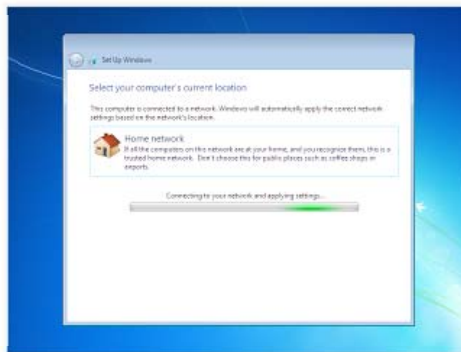 Set Up Windows
Select your computer's current location
This computer is connected to a network. Windows will automatically apply the correct network
settings based on the network's location.
Home network
If all the computers on this network are at your home, and you recognize them, this is a
trusted home network. Don't choose this for public places such as coffee shops or
airports.
Connecting to your network and applying settings...